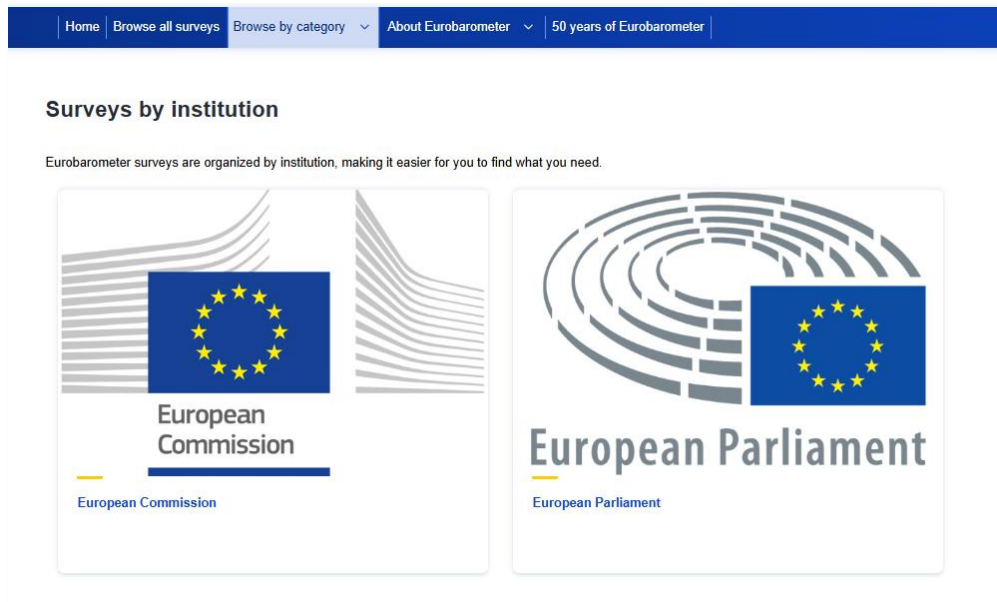 Home Browse all surveys Browse by category About Eurobarometer 50 years of Eurobarometer
Surveys by institution
Eurobarometer surveys are organized by institution, making it easier for you to find what you need.
European
Commission
European Commission
European Parliament
European Parliament